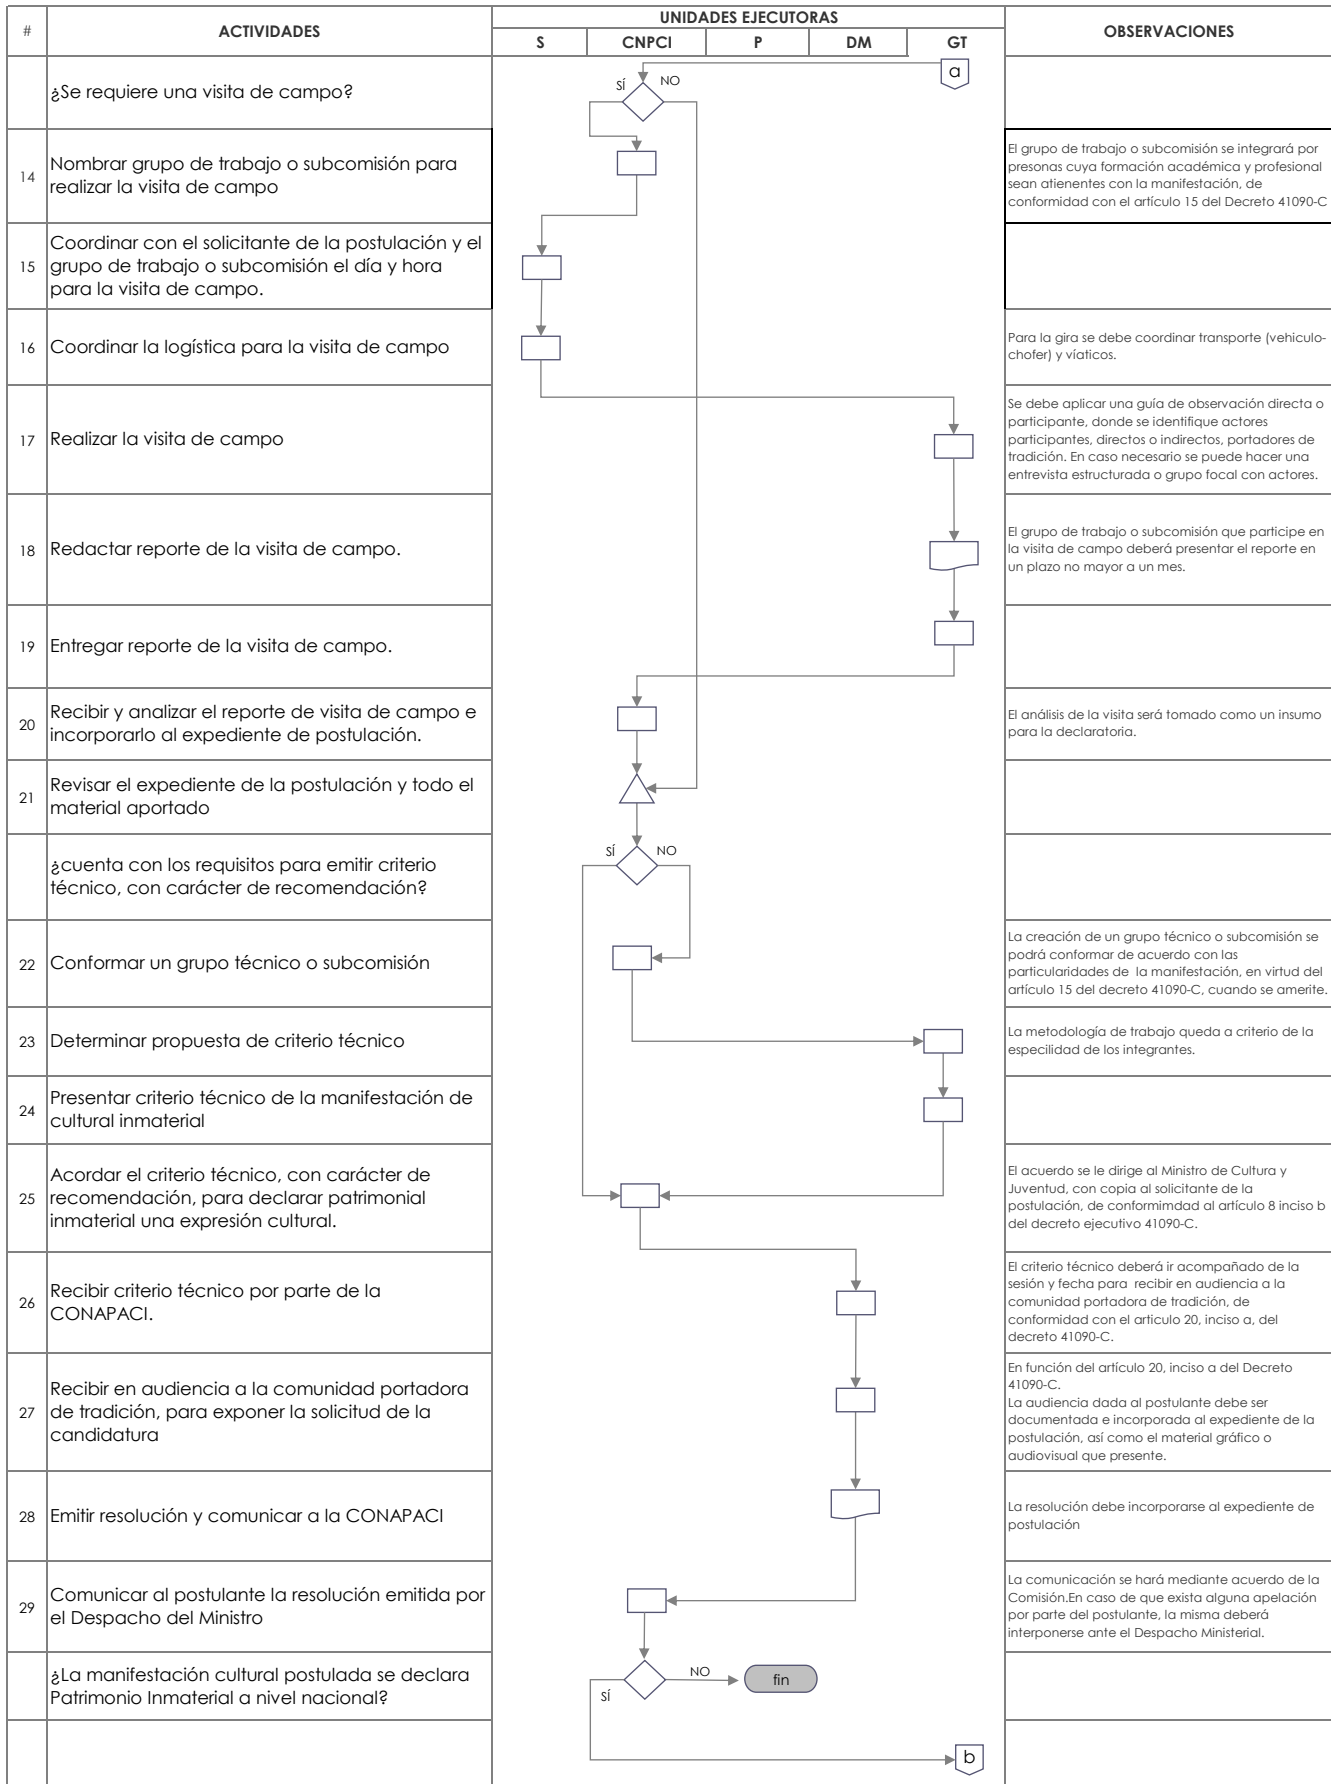 # ACTIVIDADES UNIDADES EJECUTORAS OBSERVACIONES
S CNPCI P DM GT
a
SÍ NO
¿Se requiere una visita de campo?
14
Nombrar grupo de trabajo o subcomisión para
realizar la visita de campo
El grupo de trabajo o subcomisión se integrará por
presonas cuya formación académica y profesional
sean atienentes con la manifestación, de
conformidad con el artículo 15 del Decreto 41090-C
15
Coordinar con el solicitante de la postulación y el
grupo de trabajo o subcomisión el día y hora
para la visita de campo.
16
Coordinar la logística para la visita de campo
Para la gira se debe coordinar transporte (vehiculo-
chofer) y víaticos.
17
Realizar la visita de campo
Se debe aplicar una guía de observación directa o
participante, donde se identifique actores
participantes, directos o indirectos, portadores de
tradición. En caso necesario se puede hacer una
entrevista estructurada o grupo focal con actores.
18
Redactar reporte de la visita de campo.
El grupo de trabajo o subcomisión que participe en
la visita de campo deberá presentar el reporte en
un plazo no mayor a un mes.
19
Entregar reporte de la visita de campo.
20
Recibir y analizar el reporte de visita de campo e
incorporarlo al expediente de postulación.
El análisis de la visita será tomado como un insumo
para la declaratoria.
21
Revisar el expediente de la postulación y todo el
material aportado
¿cuenta con los requisitos para emitir criterio
técnico, con carácter de recomendación?
SÍ NO
22
Conformar un grupo técnico o subcomisión
La creación de un grupo técnico o subcomisión se
podrá conformar de acuerdo con las
particularidades de la manifestación, en virtud del
artículo 15 del decreto 41090-C, cuando se amerite.
23
Determinar propuesta de criterio técnico
La metodología de trabajo queda a criterio de la
especilidad de los integrantes.
24
Presentar criterio técnico de la manifestación de
cultural inmaterial
25
Acordar el criterio técnico, con carácter de
recomendación, para declarar patrimonial
inmaterial una expresión cultural.
El acuerdo se le dirige al Ministro de Cultura y
Juventud, con copia al solicitante de la
postulación, de conformimdad al artículo 8 inciso b
del decreto ejecutivo 41090-C.
26
Recibir criterio técnico por parte de la
CONAPACI.
El criterio técnico deberá ir acompañado de la
sesión y fecha para recibir en audiencia a la
comunidad portadora de tradición, de
conformidad con el articulo 20, inciso a, del
decreto 41090-C.
27
Recibir en audiencia a la comunidad portadora
de tradición, para exponer la solicitud de la
candidatura
En función del artículo 20, inciso a del Decreto
41090-C.
La audiencia dada al postulante debe ser
documentada e incorporada al expediente de la
postulación, así como el material gráfico o
audiovisual que presente.
28
Emitir resolución y comunicar a la CONAPACI
La resolución debe incorporarse al expediente de
postulación
29
Comunicar al postulante la resolución emitida por
el Despacho del Ministro
La comunicación se hará mediante acuerdo de la
Comisión.En caso de que exista alguna apelación
por parte del postulante, la misma deberá
interponerse ante el Despacho Ministerial.
¿La manifestación cultural postulada se declara
Patrimonio Inmaterial a nivel nacional?
NO fin
SÍ
b